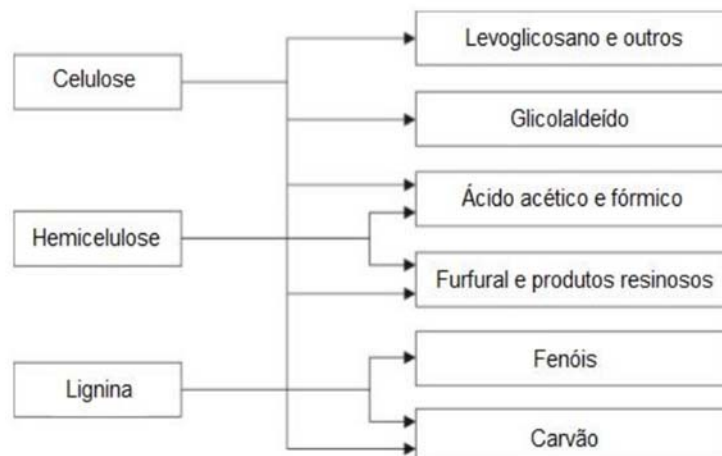 Celulose
Hemicelulose
Lignina
Levoglicosano e outros
Glicolaldeído
Ácido acético e fórmico
Furfural e produtos resinosos
Fenóis
Carvão